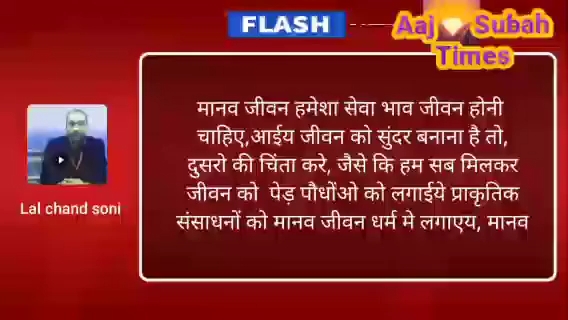 FLASH
Aaj Subah
Times
मानव जीवन हमेशा सेवा भाव जीवन होनी
चाहिए,आईय जीवन को सुंदर बनाना है तो,
दुसरो की चिंता करे, जैसे कि हम सब मिलकर
जीवन को पेड़ पौधोंओ को लगाईये प्राकृतिक
संसाधनों को मानव जीवन धर्म मे लगाएय, मानव
Lal chand soni